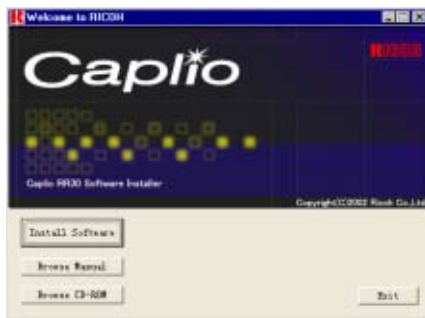 Welcome to RICOH
RICOH
Caplio
Caplio RR30 Software Installer
Copyright(C)2002 Ricoh Co.,Ltd
Install Software
Browse Manual
Browse CD-ROM
Exit